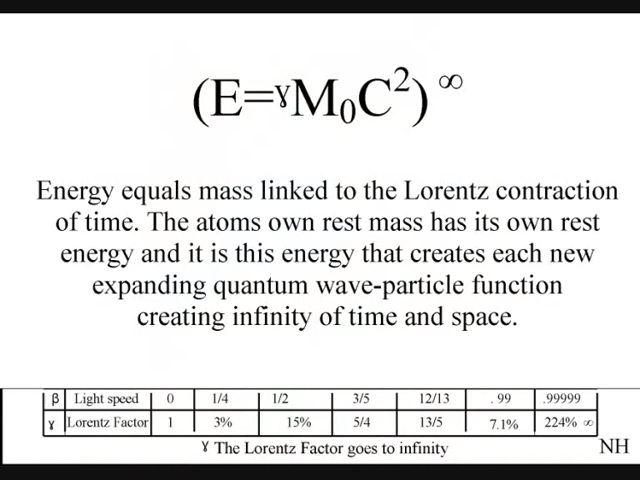 (E=ɣM₀C²)^∞
Energy equals mass linked to the Lorentz contraction
of time. The atoms own rest mass has its own rest
energy and it is this energy that creates each new
expanding quantum wave-particle function
creating infinity of time and space.
β Light speed 0 1/4 1/2 3/5 12/13 . 99 .99999
ɣ Lorentz Factor 1 3% 15% 5/4 13/5 7.1% 224% ∞
ɣ The Lorentz Factor goes to infinity
NH